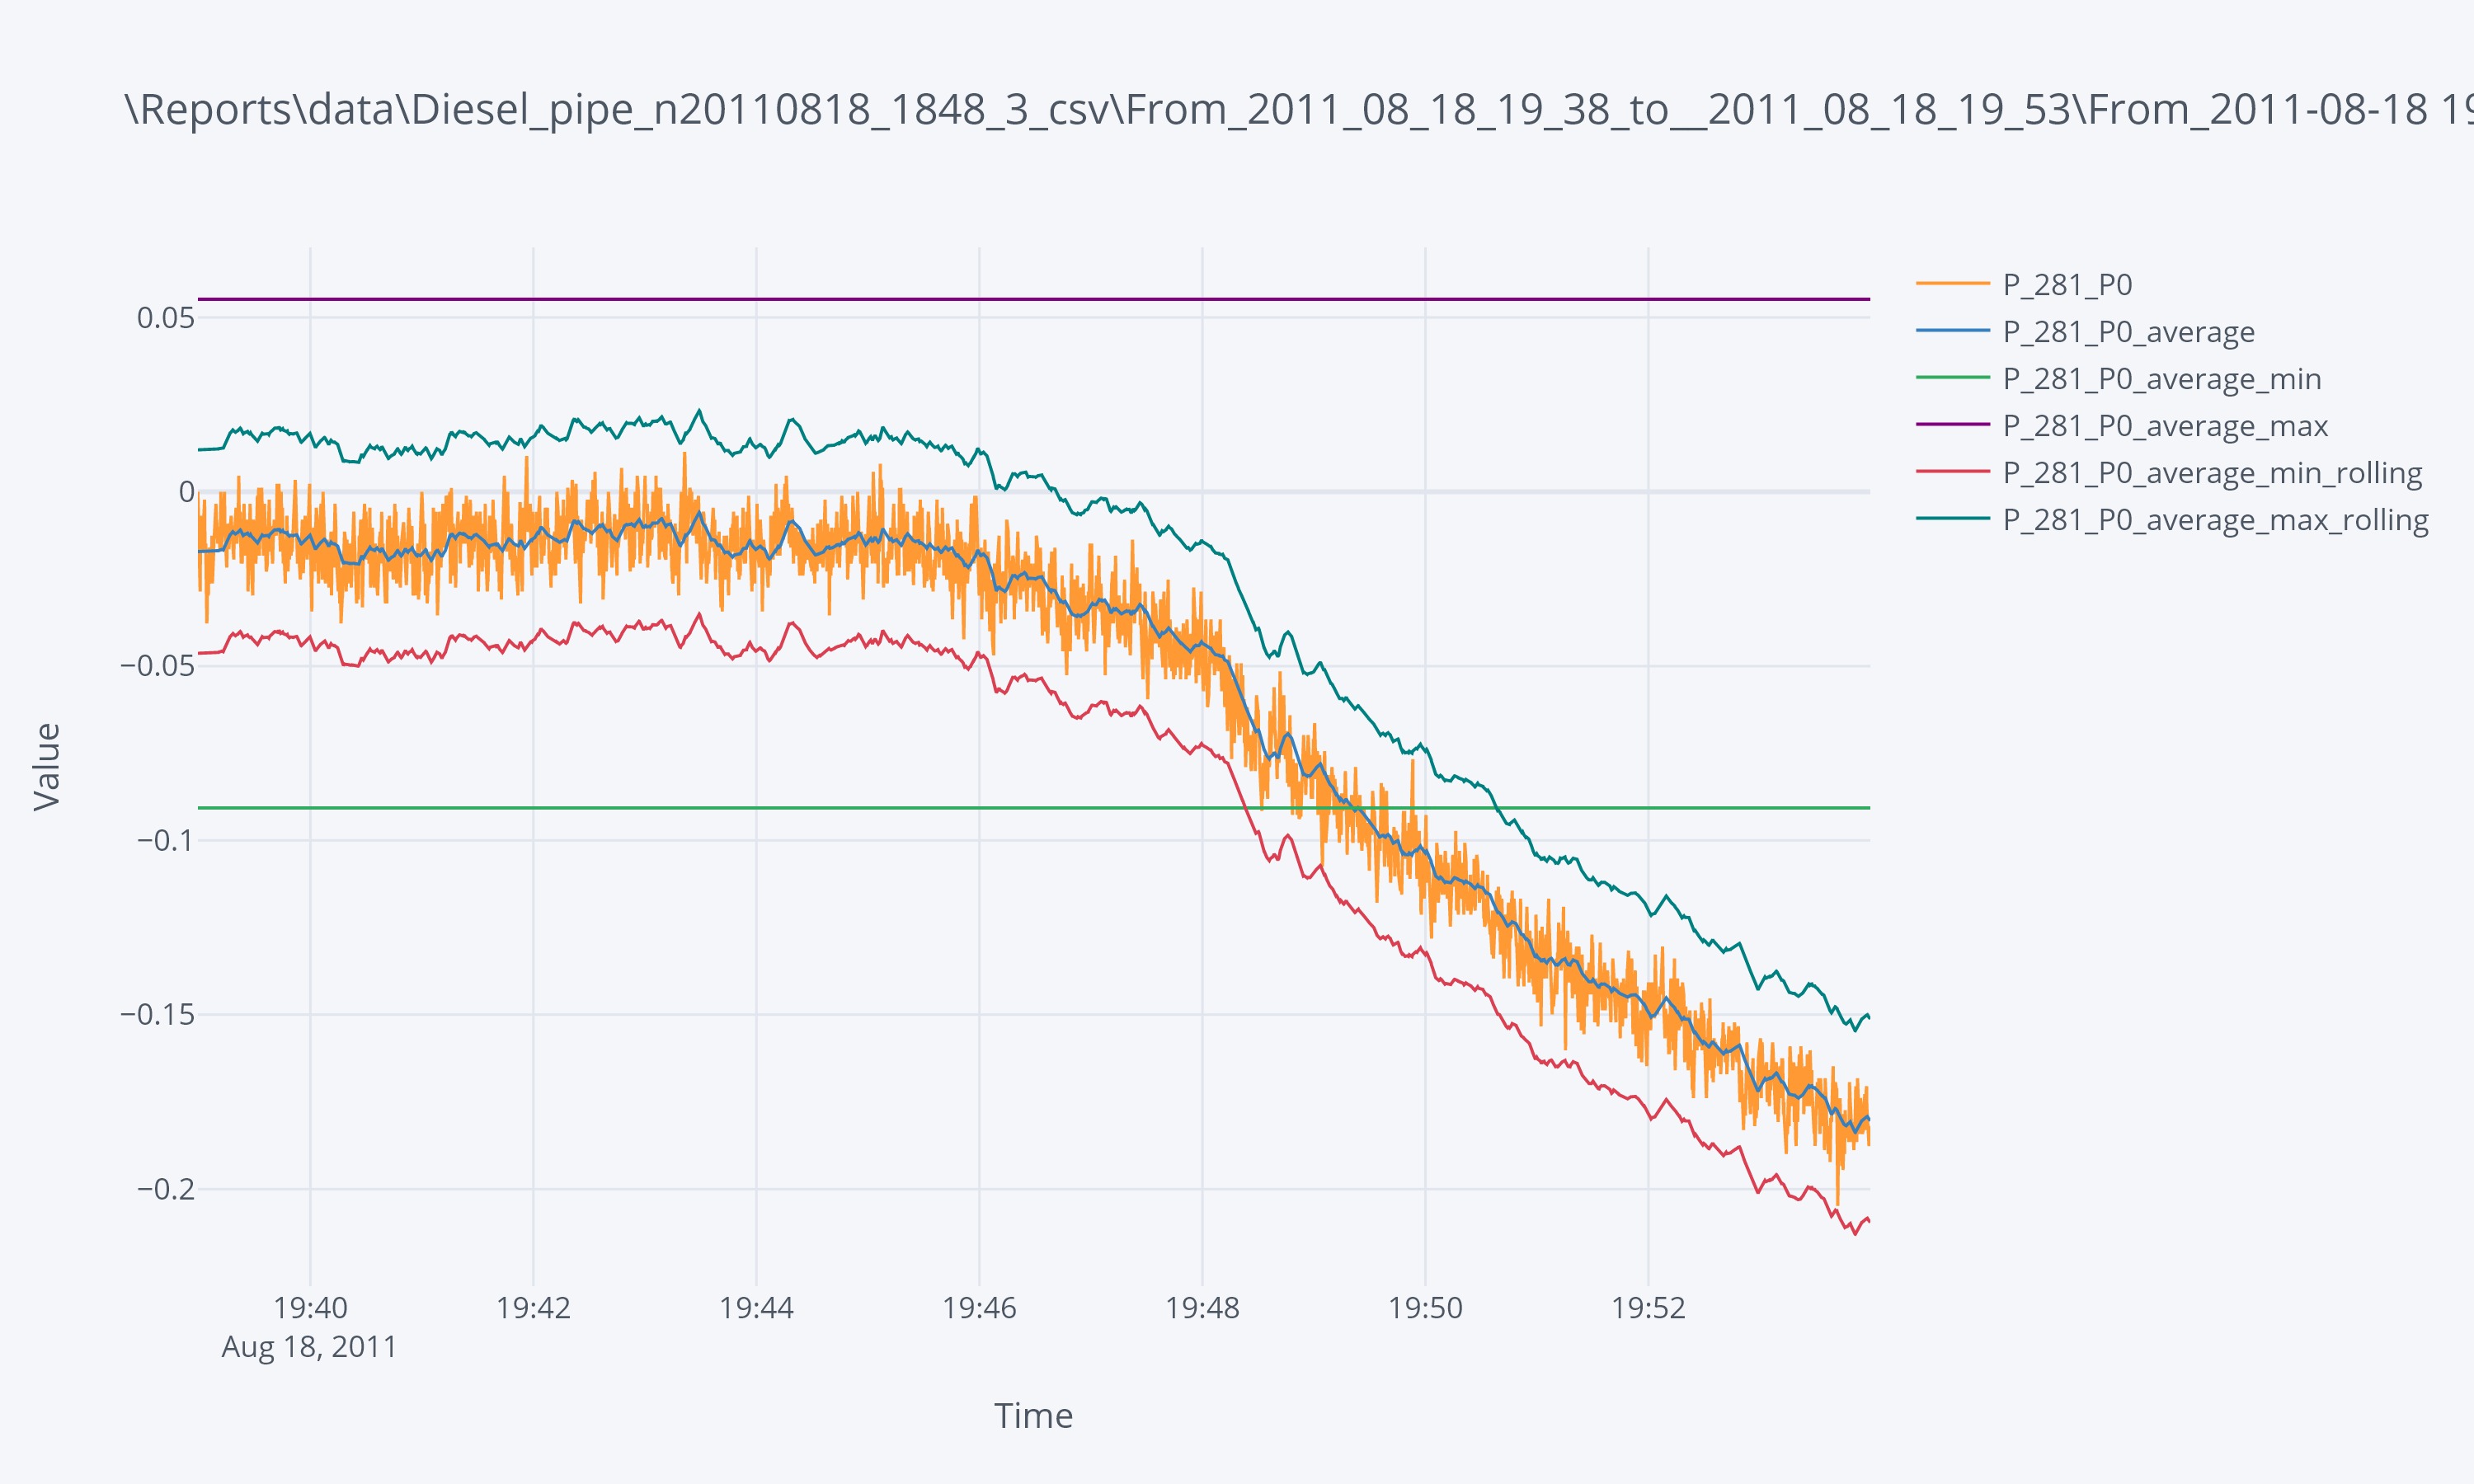 \Reports\data\Diesel_pipe_n20110818_1848_3_csv\From_2011_08_18_19_38_to__2011_08_18_19_53\From_2011-08-18 19
P_281_P0
P_281_P0_average
P_281_P0_average_min
P_281_P0_average_max
P_281_P0_average_min_rolling
P_281_P0_average_max_rolling
Value
0.05
0
−0.05
−0.1
−0.15
−0.2
19:40 19:42 19:44 19:46 19:48 19:50 19:52
Aug 18, 2011
Time